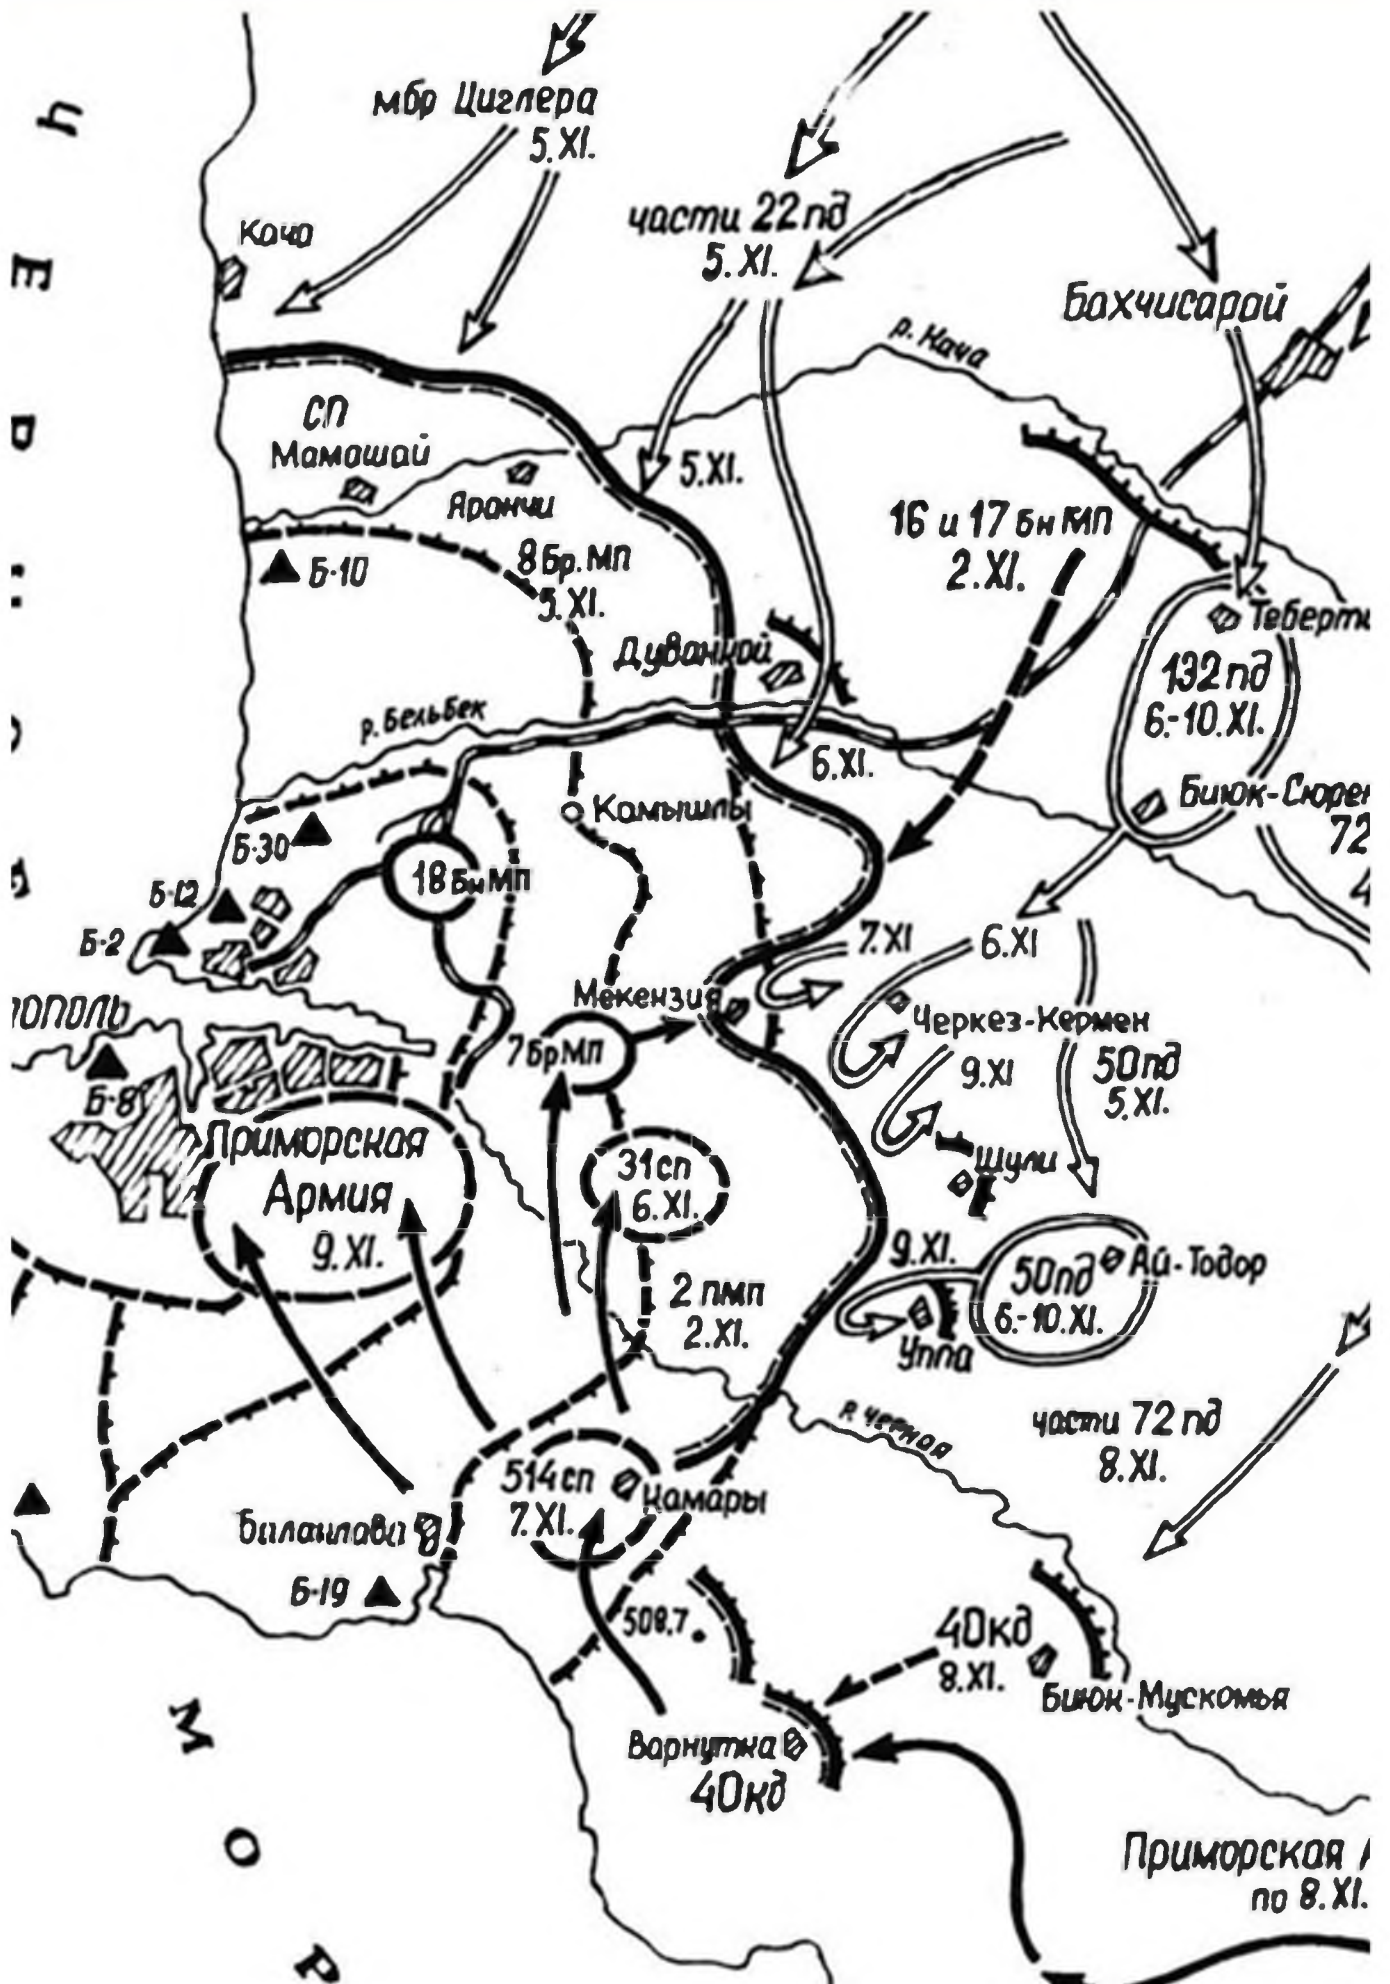 мбр Циглера
5.XI.
части 22 пд
5.XI.
Кача
Бахчисарай
р. Кача
СП
Мамашай
5.XI.
Яранчи
16 и 17 бн МП
2.XI.
8 Бр. МП
5.XI.
Б-10
Дуванкой
132 пд
6.-10.XI.
р. Бельбек
6.XI.
Камышлы
72
4
Б-30
18 Бн МП
Б-12
Б-2
7.XI
6.XI
Мекензия
Черкез-Кермен
ОПОЛЬ
7 Бр МП
9.XI
50 пд
5.XI.
Б-8
Приморская
Армия
9.XI.
31 сп
6.XI.
Шули
9.XI.
50 пд
6.-10.XI.
Ай-Тодор
2 пмп
2.XI.
Уппа
р. Черная
части 72 пд
8.XI.
514 сп
7.XI.
Камары
Балаклава
Б-19
508,7
40 кд
8.XI.
Биюк-Мускомья
Варнутка
40 кд
Приморская А
по 8.XI.
Ч
Е
Р
М
О
Р